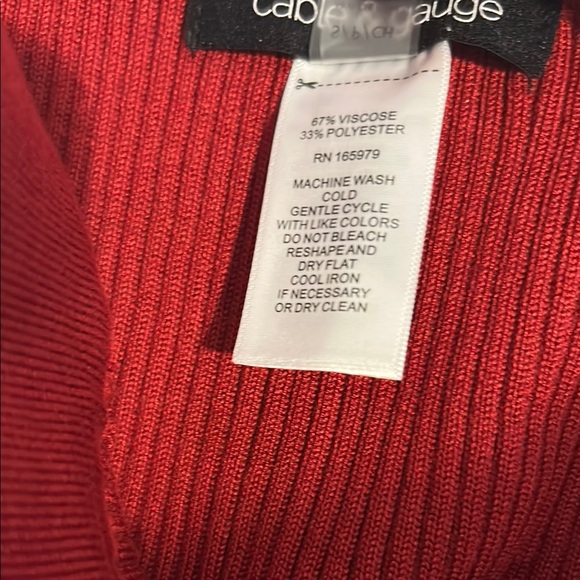 cable & gauge
S/P/CH
67% VISCOSE
33% POLYESTER
RN 165979
MACHINE WASH
COLD
GENTLE CYCLE
WITH LIKE COLORS
DO NOT BLEACH
RESHAPE AND
DRY FLAT
COOL IRON
IF NECESSARY
OR DRY CLEAN